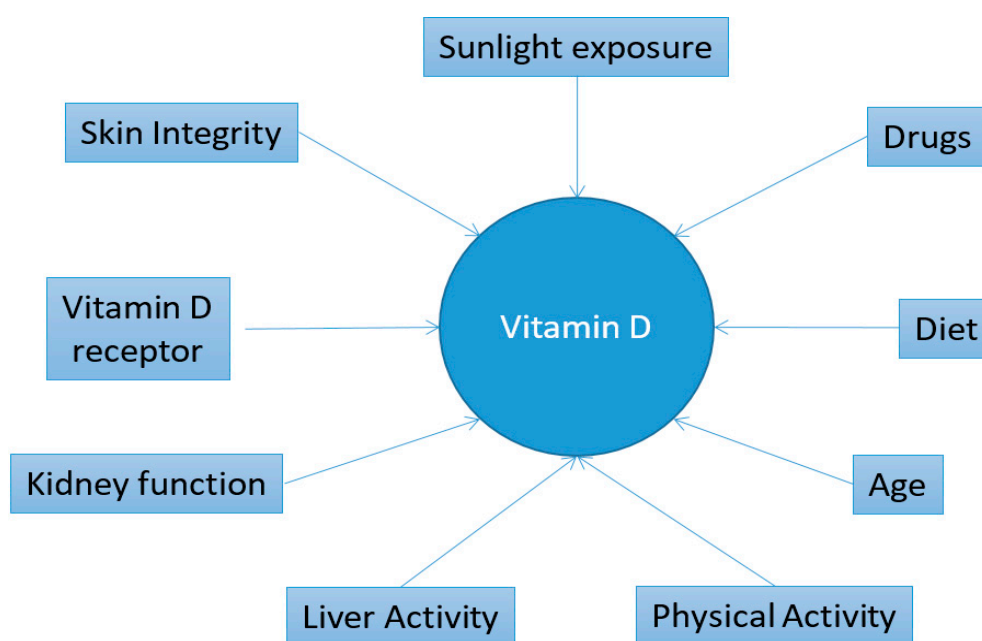 Sunlight exposure
Skin Integrity
Drugs
Vitamin D
receptor
Vitamin D
Diet
Kidney function
Age
Liver Activity
Physical Activity